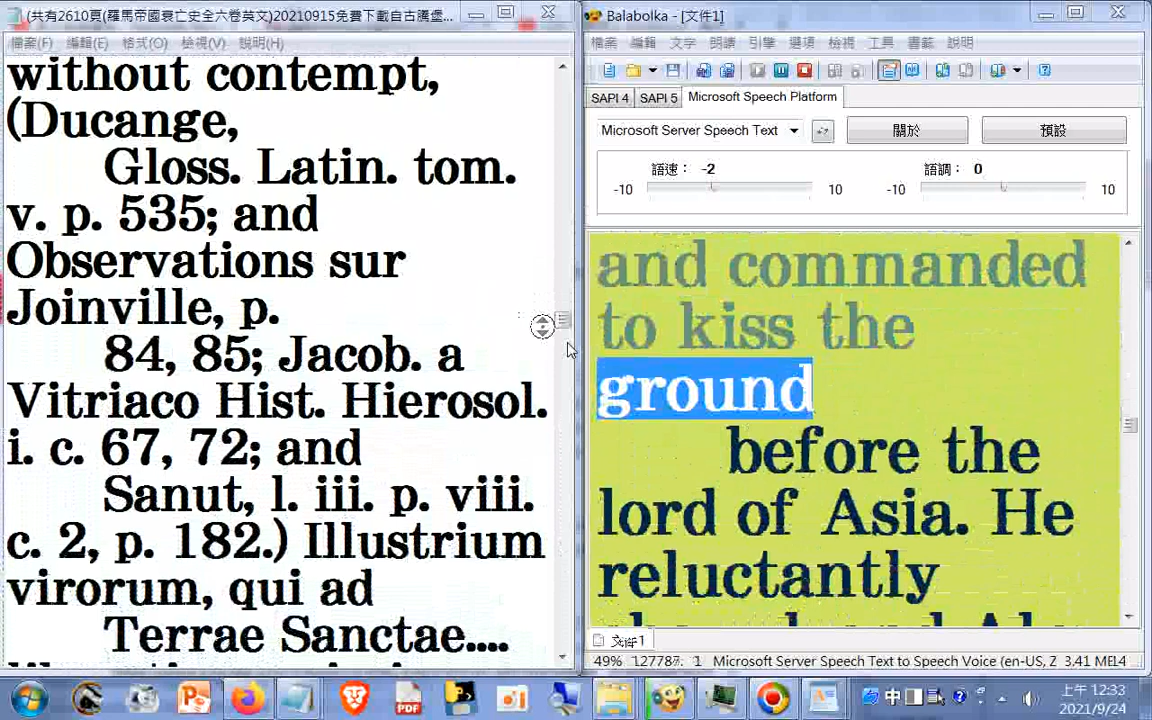 (共有2610頁(羅馬帝國衰亡史全六卷英文)20210915免費下載自古騰堡...
檔案(F) 編輯(E) 格式(O) 檢視(V) 說明(H)
without contempt,
(Ducange,
Gloss. Latin. tom.
v. p. 535; and
Observations sur
Joinville, p.
84, 85; Jacob. a
Vitriaco Hist. Hierosol.
i. c. 67, 72; and
Sanut, l. iii. p. viii.
c. 2, p. 182.) Illustrium
virorum, qui ad
Terrae Sanctae....
Balabolka - [文件1]
檔案 編輯 文字 朗讀 引擎 選項 檢視 工具 書籤 說明
SAPI 4 SAPI 5 Microsoft Speech Platform
Microsoft Server Speech Text 關於 預設
語速： -2 語調： 0
-10 10 -10 10
and commanded
to kiss the
ground
before the
lord of Asia. He
reluctantly
文件1
49% 127787: 1 Microsoft Server Speech Text to Speech Voice (en-US, Z 3.41 ME14
中
上午 12:33
2021/9/24